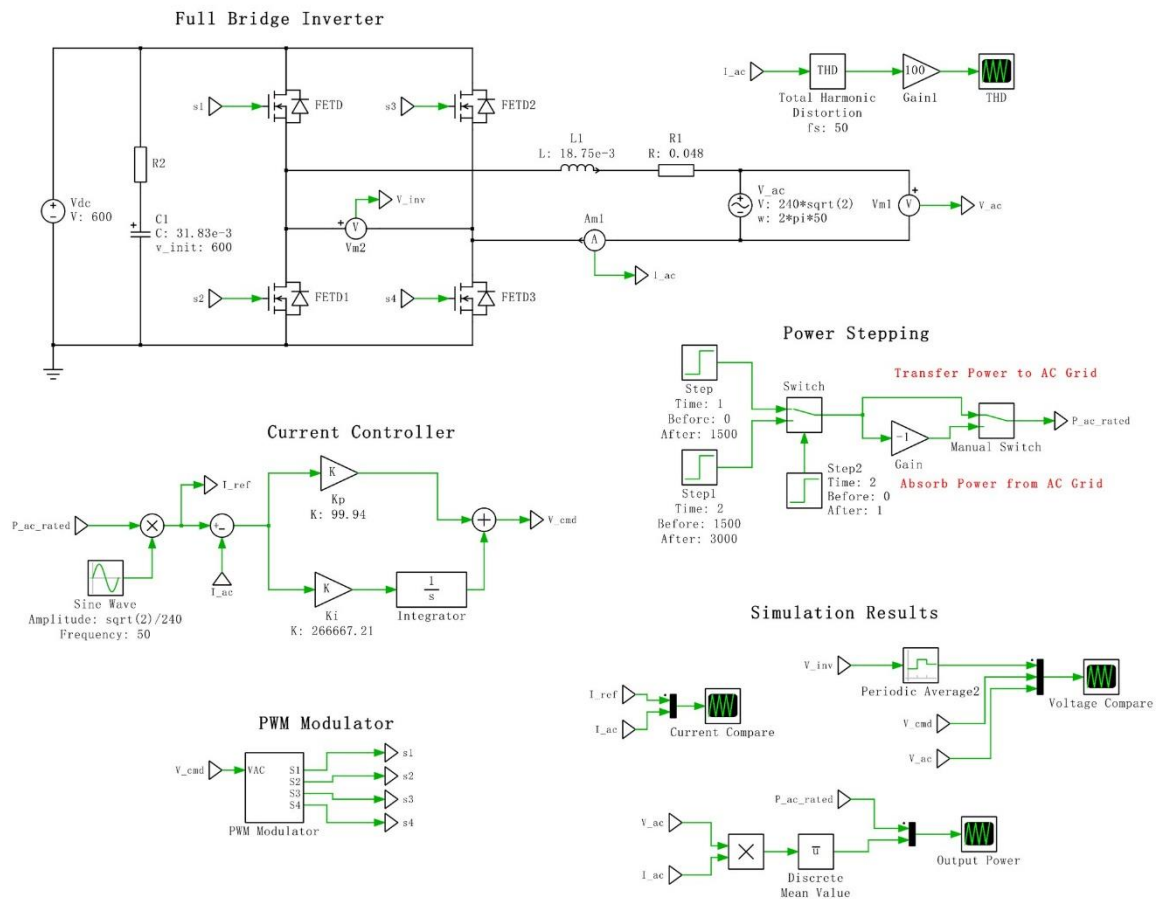 Full Bridge Inverter
s1
FETD
s3
FETD2
R2
Vdc
V: 600
C1
C: 31.83e-3
v_init: 600
V
V_inv
Vm2
s2
FETD1
s4
FETD3
L1
L: 18.75e-3
R1
R: 0.048
Am1
A
I_ac
V_ac
V: 240*sqrt(2)
w: 2*pi*50
Vm1
V
V_ac
I_ac
THD
Total Harmonic
Distortion
fs: 50
100
Gain1
THD
Power Stepping
Step
Time: 1
Before: 0
After: 1500
Step1
Time: 2
Before: 1500
After: 3000
Switch
Step2
Time: 2
Before: 0
After: 1
Transfer Power to AC Grid
-1
Gain
Manual Switch
P_ac_rated
Absorb Power from AC Grid
Current Controller
P_ac_rated
I_ref
I_ac
Sine Wave
Amplitude: sqrt(2)/240
Frequency: 50
K
Kp
K: 99.94
K
Ki
K: 266667.21
1
s
Integrator
V_cmd
PWM Modulator
V_cmd
VAC
S1
S2
S3
S4
s1
s2
s3
s4
PWM Modulator
Simulation Results
I_ref
I_ac
Current Compare
V_inv
Periodic Average2
V_cmd
V_ac
Voltage Compare
P_ac_rated
V_ac
I_ac
u
Discrete
Mean Value
Output Power